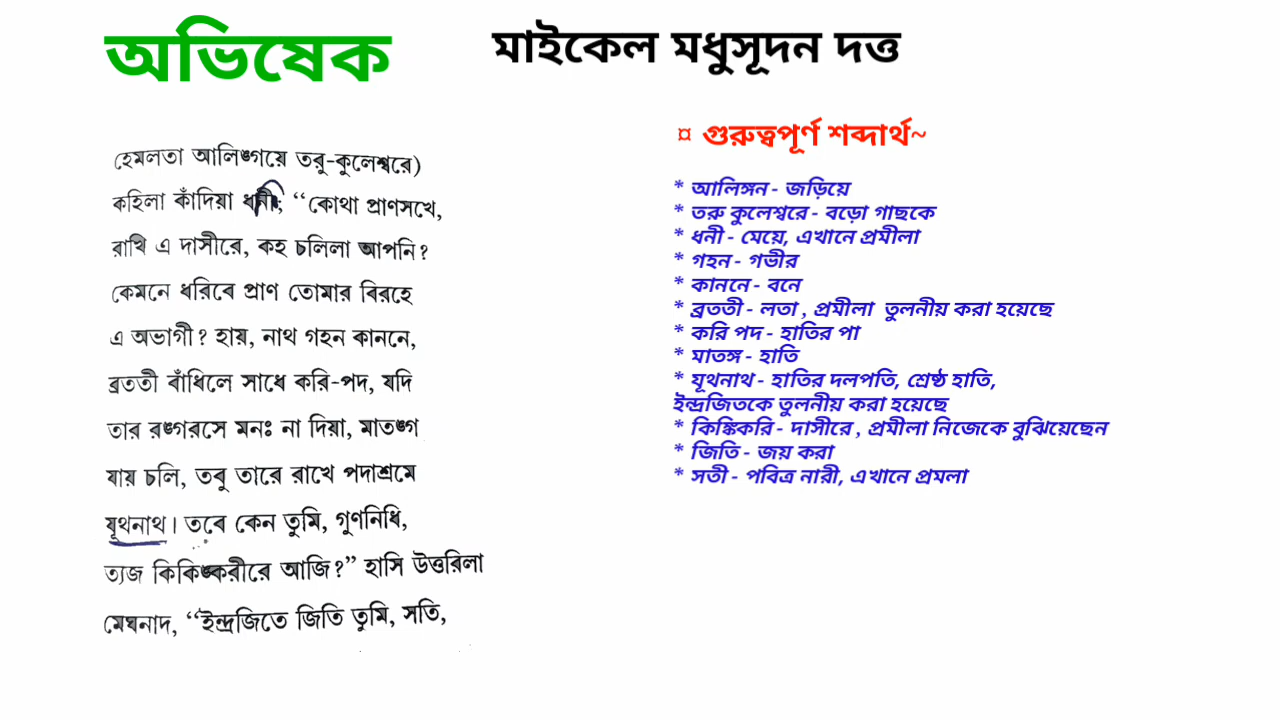 অভিষেক
মাইকেল মধুসূদন দত্ত
হেমলতা আলিঙ্গয়ে তরু-কুলেশ্বরে)
কহিলা কাঁদিয়া ধনী; “কোথা প্রাণসখে,
রাখি এ দাসীরে, কহ চলিলা আপনি?
কেমনে ধরিবে প্রাণ তোমার বিরহে
এ অভাগী? হায়, নাথ গহন কাননে,
ব্রততী বাঁধিলে সাধে করি-পদ, যদি
তার রঙ্গরসে মনঃ না দিয়া, মাতঙ্গ
যায় চলি, তবু তারে রাখে পদাশ্রমে
যূথনাথ। তবে কেন তুমি, গুণনিধি,
ত্যজ কিকিঙ্করীরে আজি?” হাসি উত্তরিলা
মেঘনাদ, “ইন্দ্রজিতে জিতি তুমি, সতি,
¤ গুরুত্বপূর্ণ শব্দার্থ~
* আলিঙ্গন - জড়িয়ে
* তরু কুলেশ্বরে - বড়ো গাছকে
* ধনী - মেয়ে, এখানে প্রমীলা
* গহন - গভীর
* কাননে - বনে
* ব্রততী - লতা , প্রমীলা তুলনীয় করা হয়েছে
* করি পদ - হাতির পা
* মাতঙ্গ - হাতি
* যূথনাথ - হাতির দলপতি, শ্রেষ্ঠ হাতি,
ইন্দ্রজিতকে তুলনীয় করা হয়েছে
* কিঙ্কিকরি - দাসীরে , প্রমীলা নিজেকে বুঝিয়েছেন
* জিতি - জয় করা
* সতী - পবিত্র নারী, এখানে প্রমলা